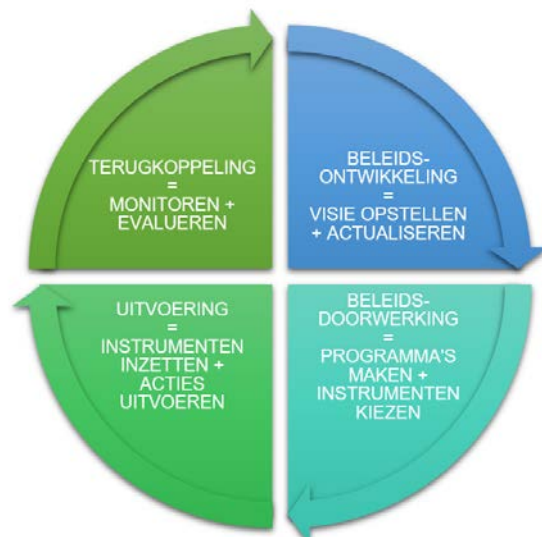 TERUGKOPPELING
=
MONITOREN +
EVALUEREN
BELEIDS-
ONTWIKKELING
=
VISIE OPSTELLEN
+ ACTUALISEREN
UITVOERING
=
INSTRUMENTEN
INZETTEN +
ACTIES
UITVOEREN
BELEIDS-
DOORWERKING
=
PROGRAMMA'S
MAKEN +
INSTRUMENTEN
KIEZEN